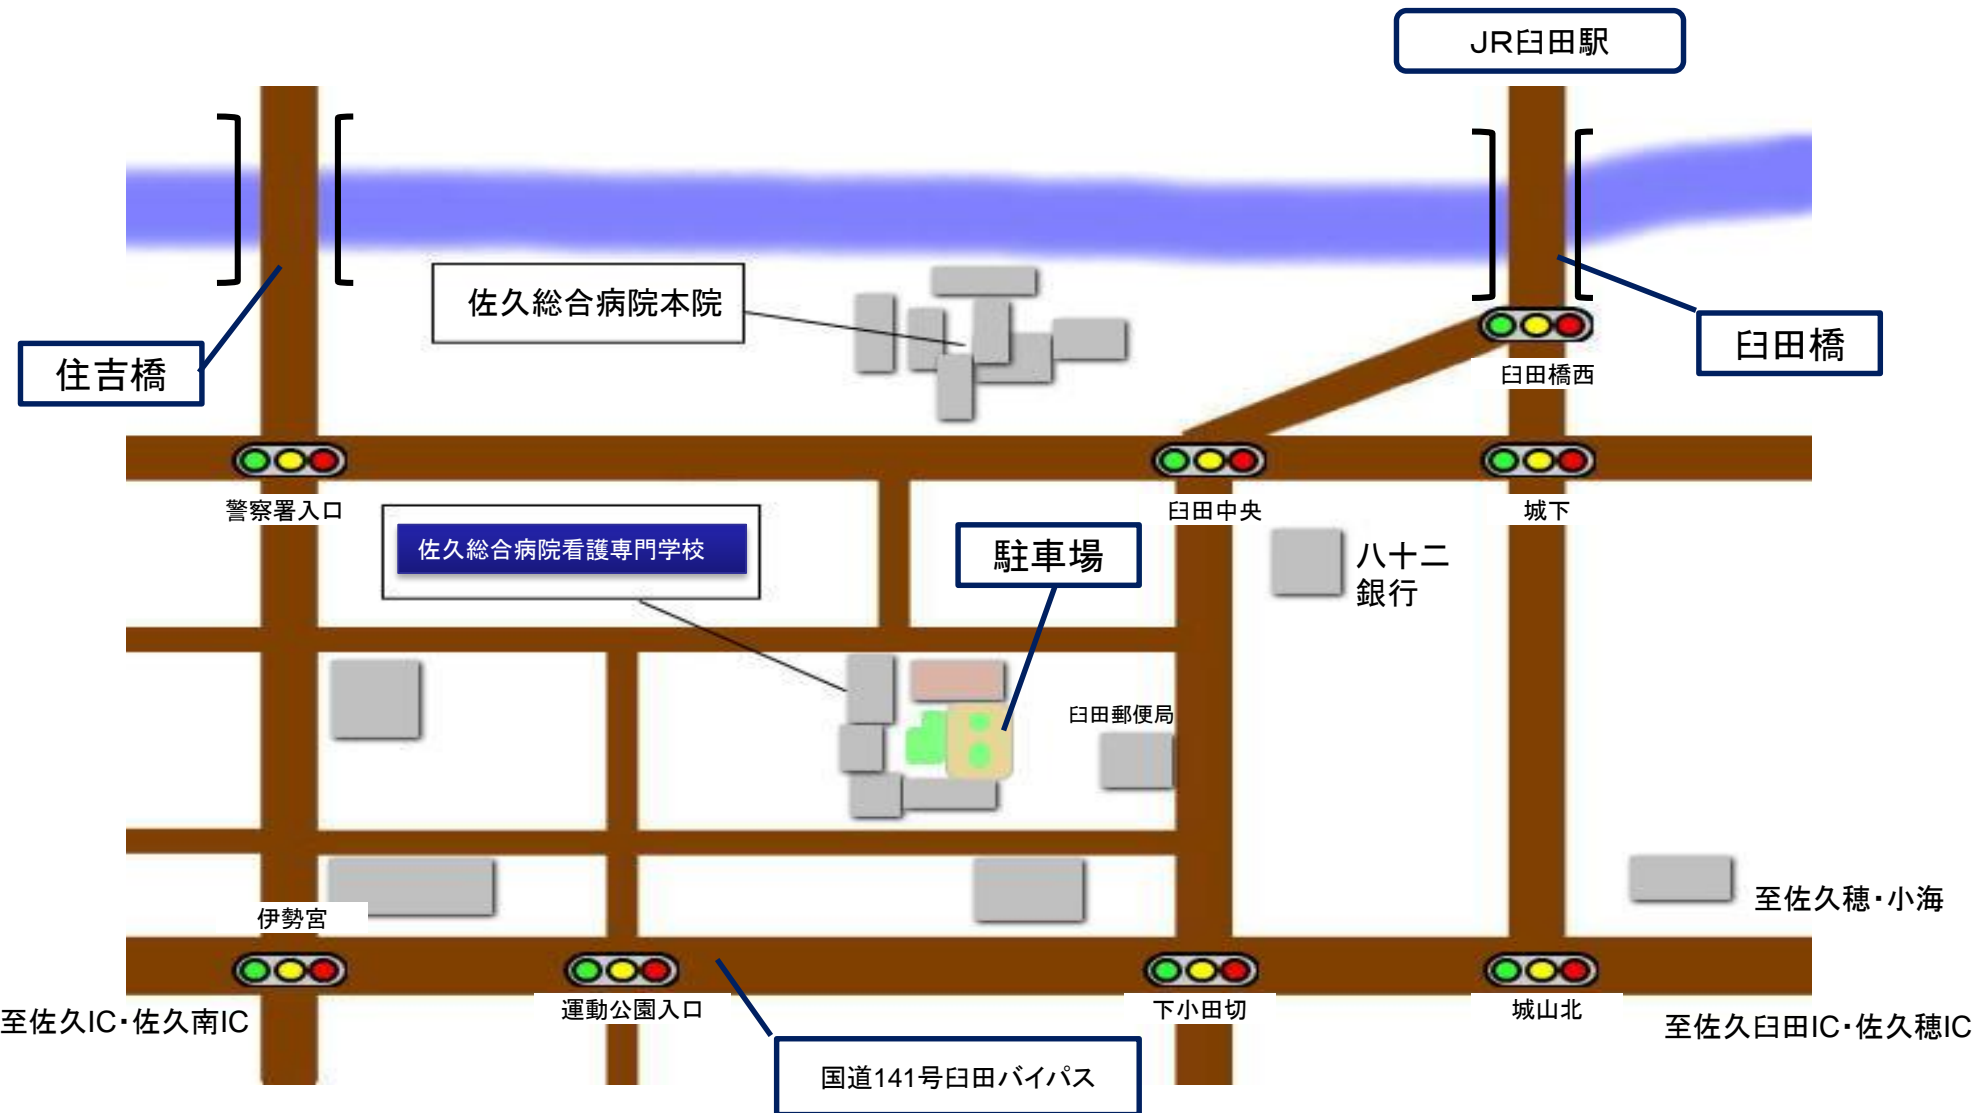 JR臼田駅
佐久総合病院本院
住吉橋
臼田橋
臼田橋西
警察署入口
臼田中央
城下
佐久総合病院看護専門学校
駐車場
八十二
銀行
臼田郵便局
至佐久穂・小海
伊勢宮
運動公園入口
下小田切
城山北
至佐久IC・佐久南IC
至佐久臼田IC・佐久穂IC
国道141号臼田バイパス